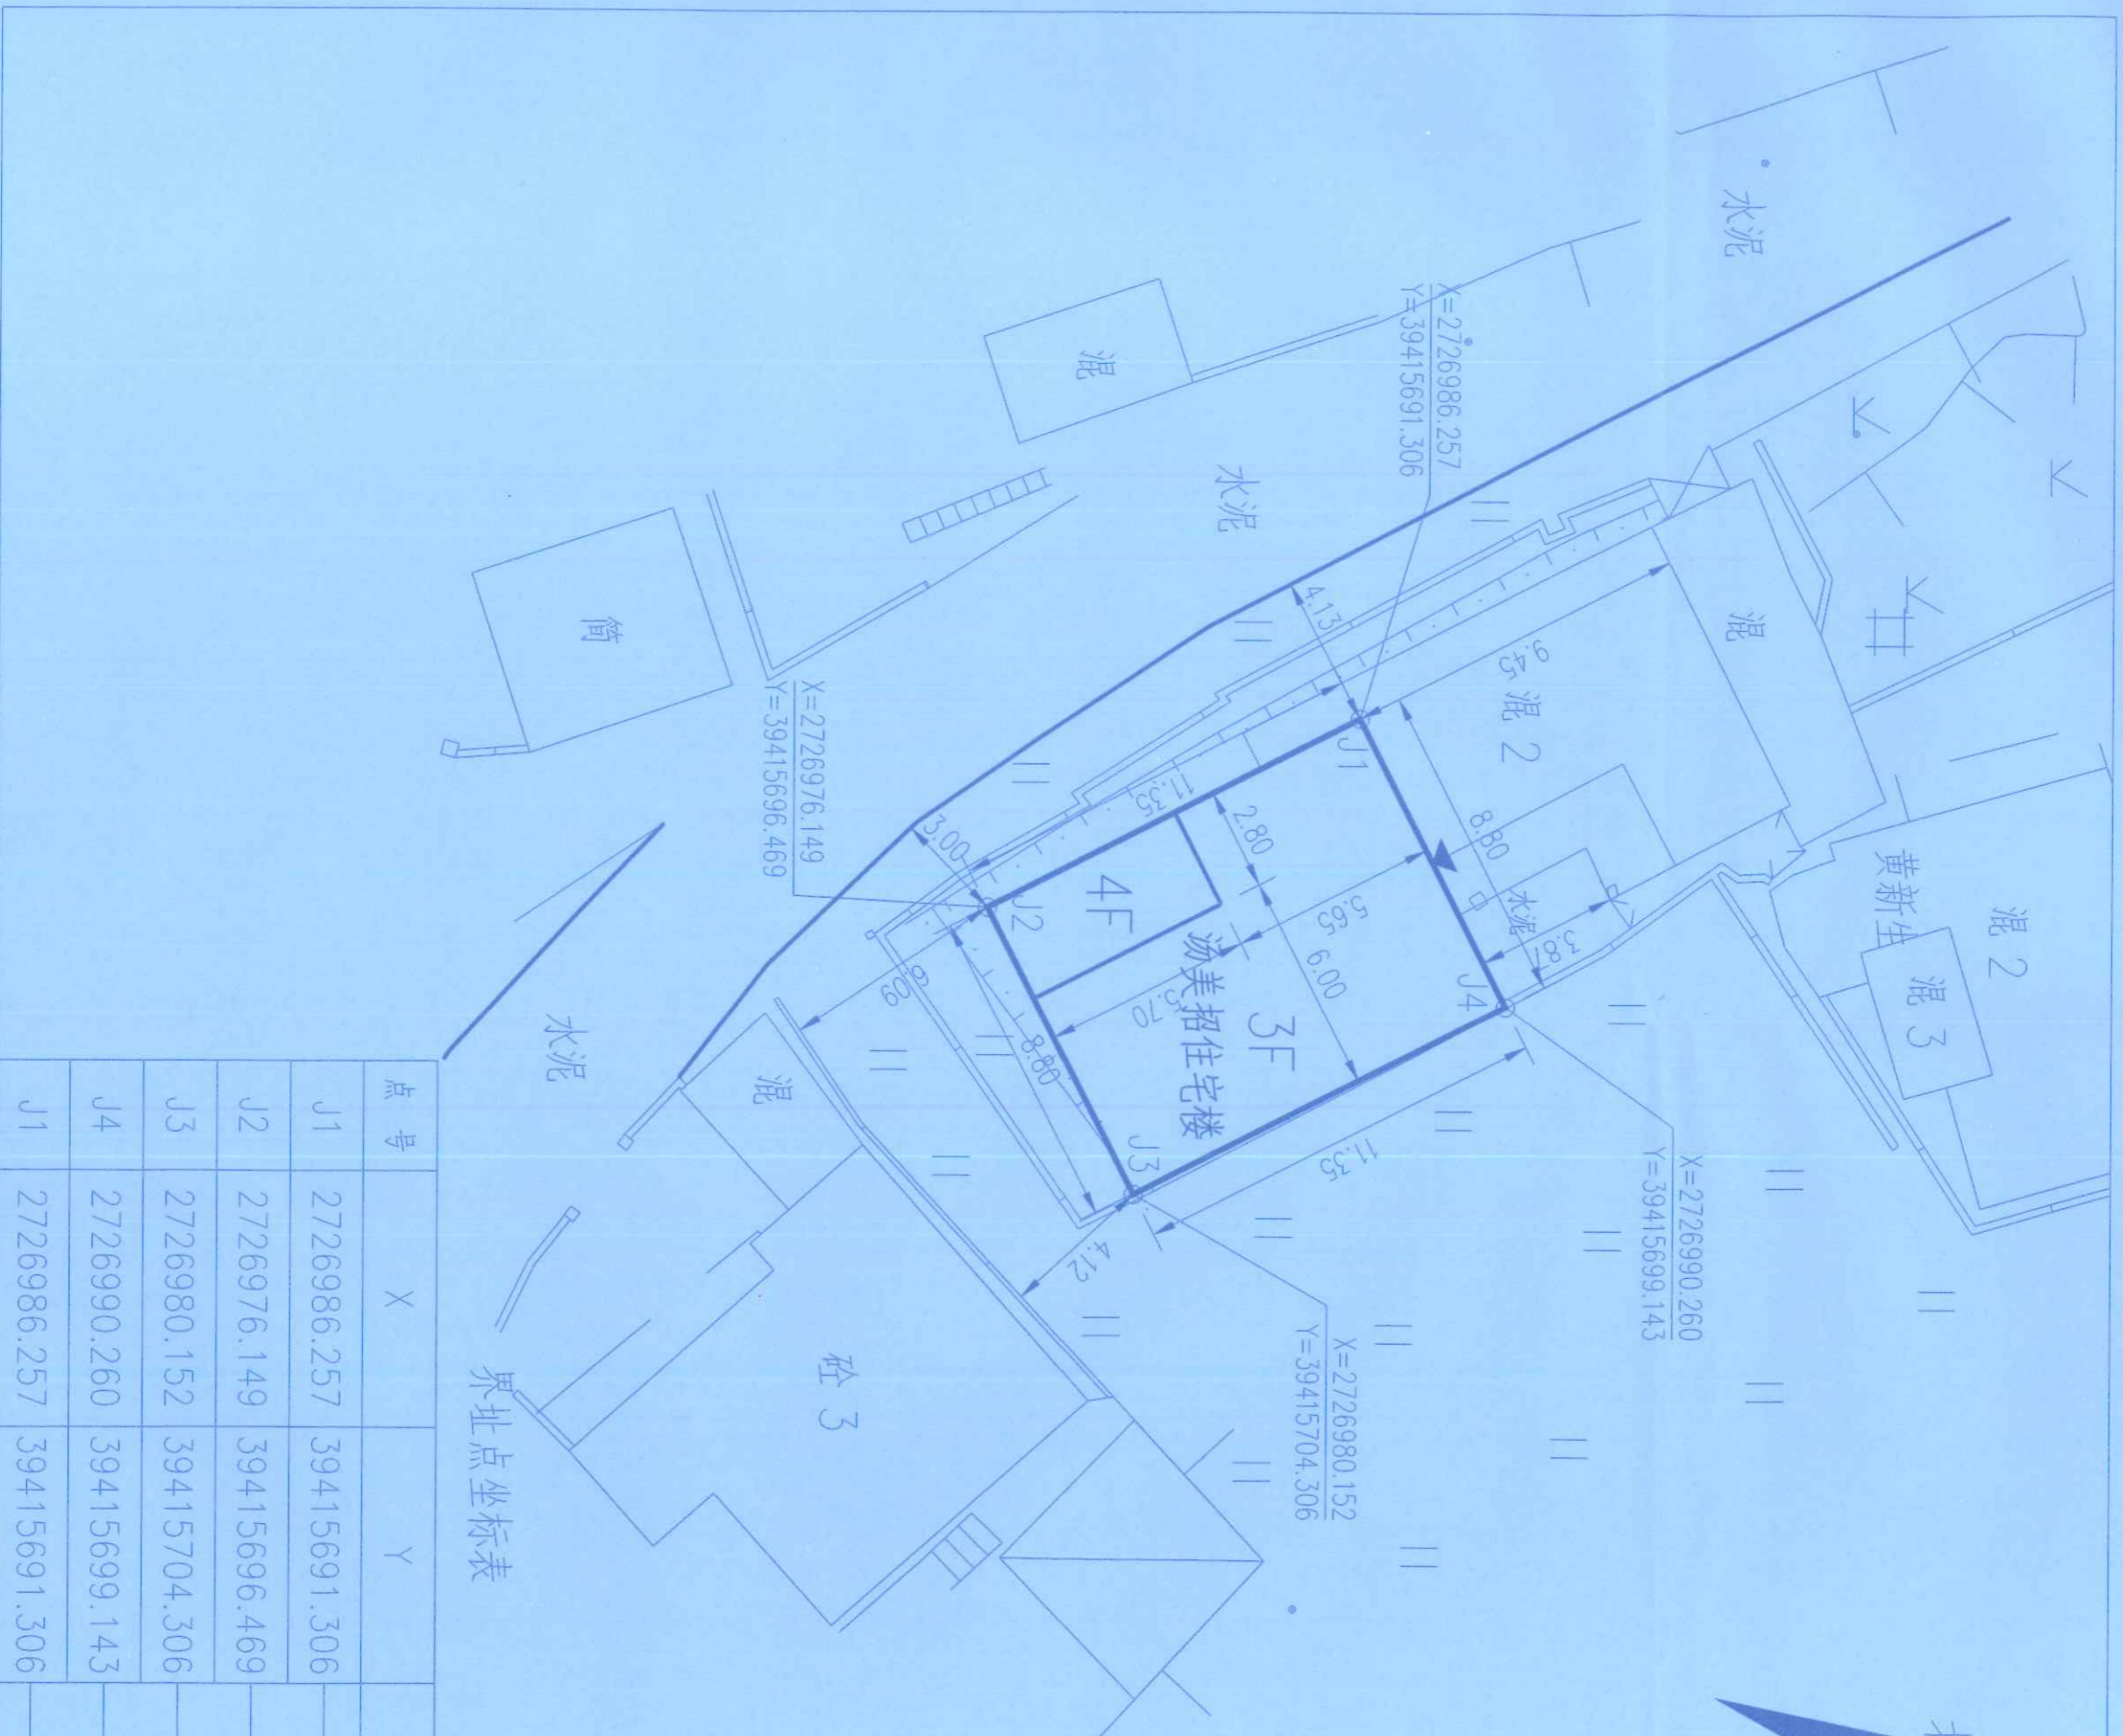 水泥
X=2726986.257
Y=39415691.306
混
水泥
混
混 2
黄新生
混 2
混 3
简
4.13
9.45
8.80
水泥
3.87
J1
J4
X=2726990.260
Y=39415699.143
X=2726976.149
Y=39415696.469
11.35
2.80
5.65
6.00
3.00
J2
4F
3F
汤美招住宅楼
5.70
8.80
6.09
11.35
J3
4.12
X=2726980.152
Y=39415704.306
水泥
混
砼 3
界址点坐标表
点号 X Y
J1 2726986.257 39415691.306
J2 2726976.149 39415696.469
J3 2726980.152 39415704.306
J4 2726990.260 39415699.143
J1 2726986.257 39415691.306